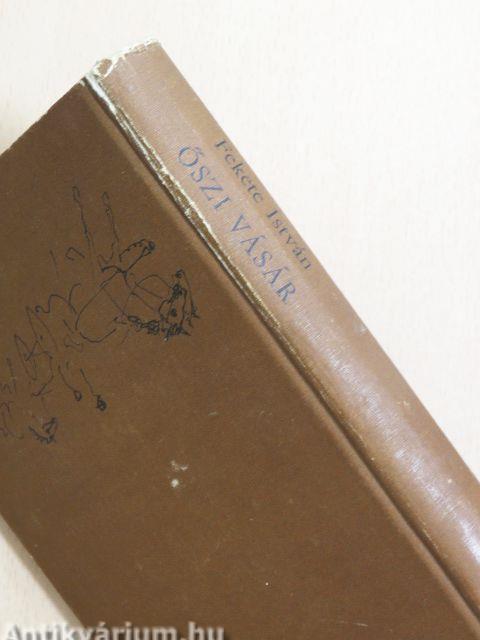 Fekete István
ŐSZI VÁSÁR
Antikvárium.hu